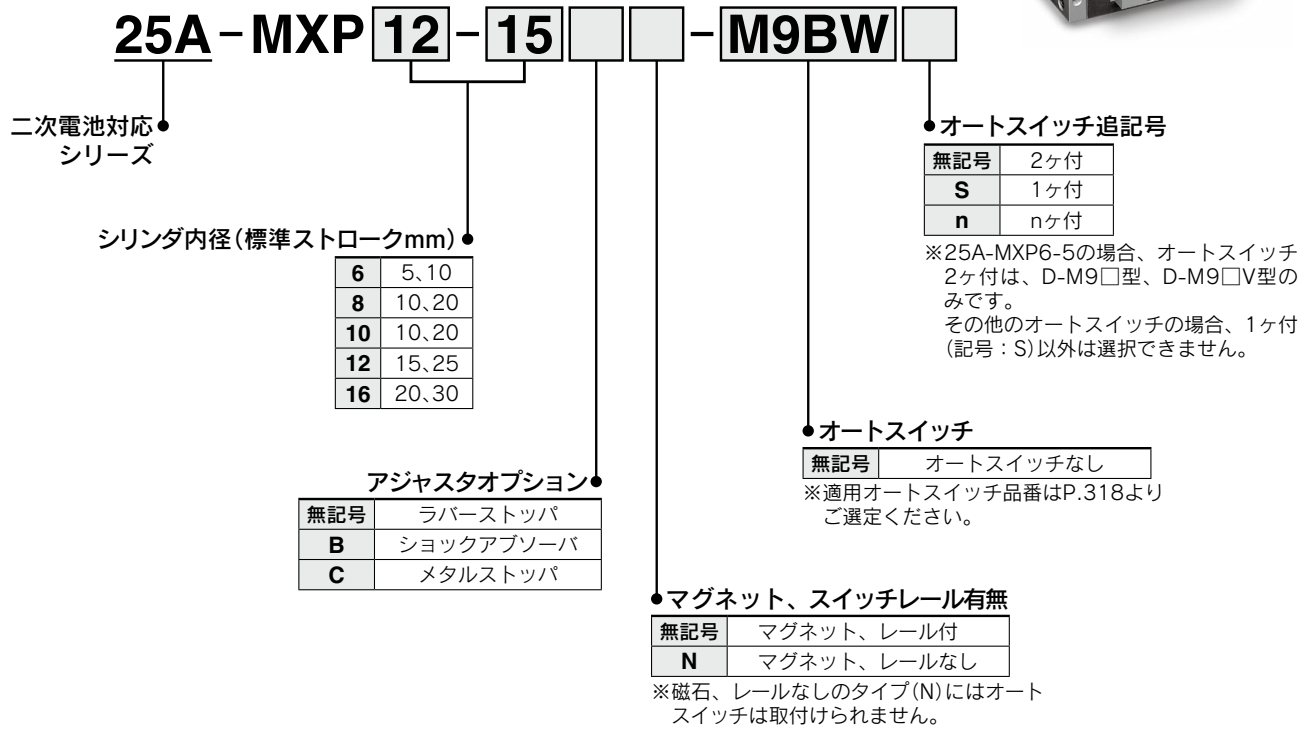 25A-MXP12-15□□-M9BW□
二次電池対応
シリーズ
シリンダ内径(標準ストロークmm)
6 5、10
8 10、20
10 10、20
12 15、25
16 20、30
アジャスタオプション
無記号 ラバーストッパ
B ショックアブソーバ
C メタルストッパ
マグネット、スイッチレール有無
無記号 マグネット、レール付
N マグネット、レールなし
※磁石、レールなしのタイプ(N)にはオート
スイッチは取付けられません。
オートスイッチ
無記号 オートスイッチなし
※適用オートスイッチ品番はP.318より
ご選定ください。
オートスイッチ追記号
無記号 2ヶ付
S 1ヶ付
n nヶ付
※25A-MXP6-5の場合、オートスイッチ
2ヶ付は、D-M9□型、D-M9□V型の
みです。
その他のオートスイッチの場合、1ヶ付
(記号：S)以外は選択できません。